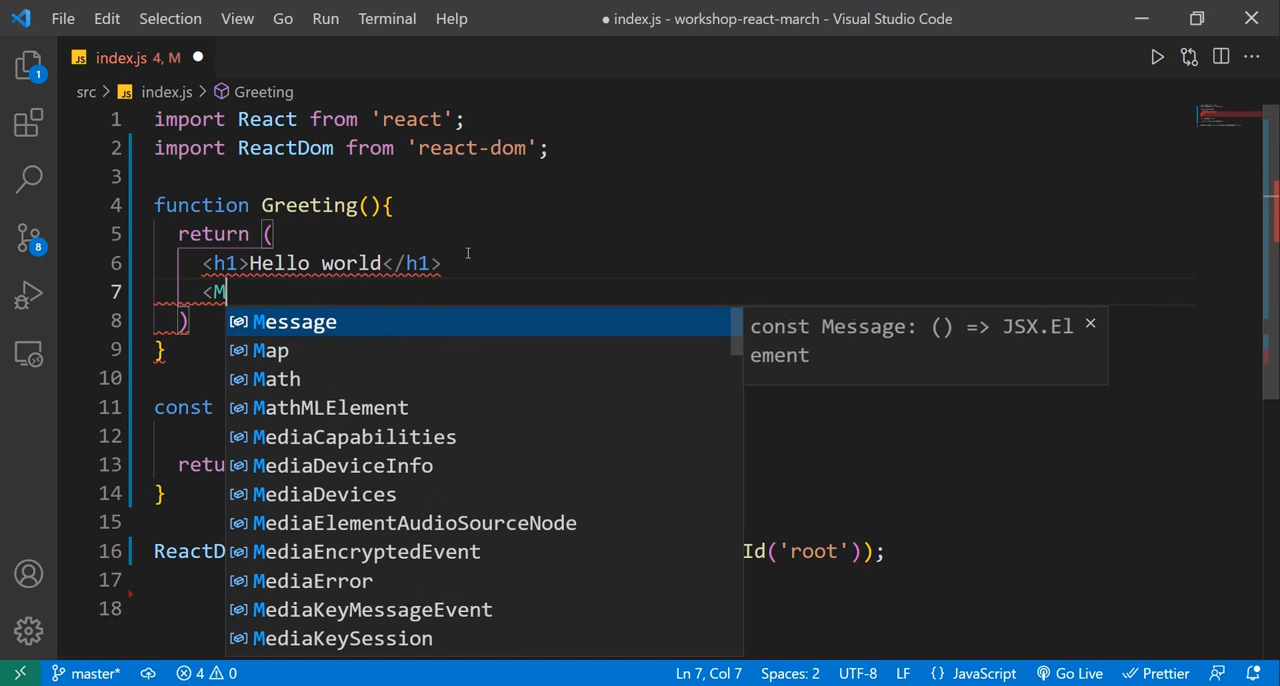 File Edit Selection View Go Run Terminal Help ● index.js - workshop-react-march - Visual Studio Code
JS index.js 4, M ●
1
src > JS index.js > Greeting
1 import React from 'react';
2 import ReactDom from 'react-dom';
3
4 function Greeting(){
5 return (
8
6 <h1>Hello world</h1>
7 <M
8 )
9 }
10
11 const
12
13 retu
14 }
15
16 ReactD Id('root'));
17
18
Message
Map
Math
MathMLElement
MediaCapabilities
MediaDeviceInfo
MediaDevices
MediaElementAudioSourceNode
MediaEncryptedEvent
MediaError
MediaKeyMessageEvent
MediaKeySession
const Message: () => JSX.El
ement
master* 4 0 Ln 7, Col 7 Spaces: 2 UTF-8 LF {} JavaScript Go Live Prettier